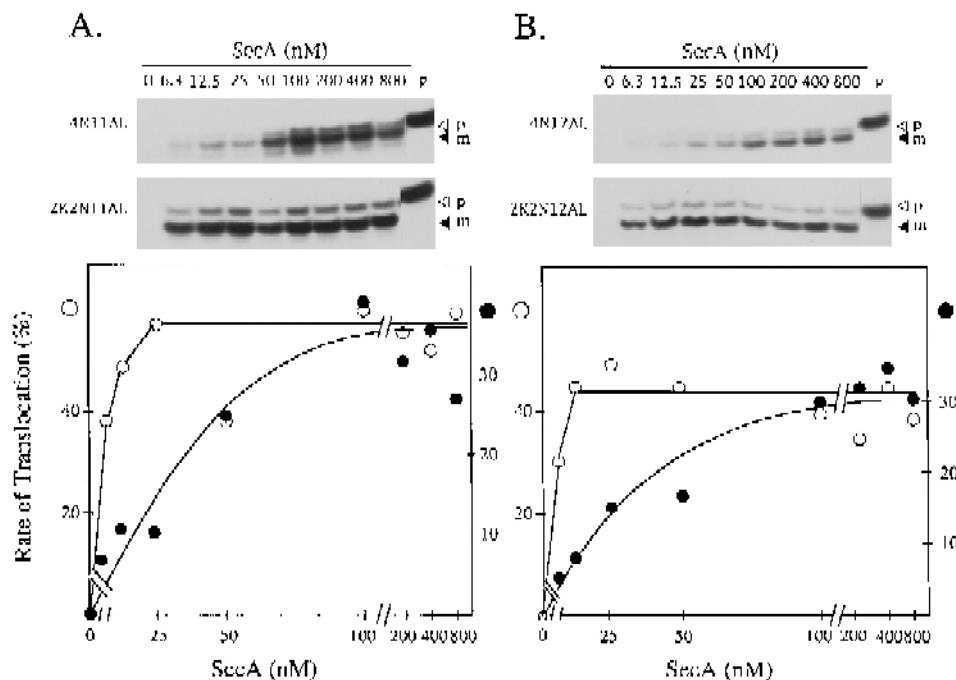 A.
SecA (nM)
0 6.3 12.5 25 50 100 200 400 800 p
4N11AL
p
m
2K2N11AL
p
m
B.
SecA (nM)
0 6.3 12.5 25 50 100 200 400 800 p
4N12AL
p
m
2K2N12AL
p
m
Rate of Translocation (%)
40
20
30
20
10
0 25 50 100 200 400 800
SecA (nM)
40
20
30
20
10
0 25 50 100 200 400 800
SecA (nM)